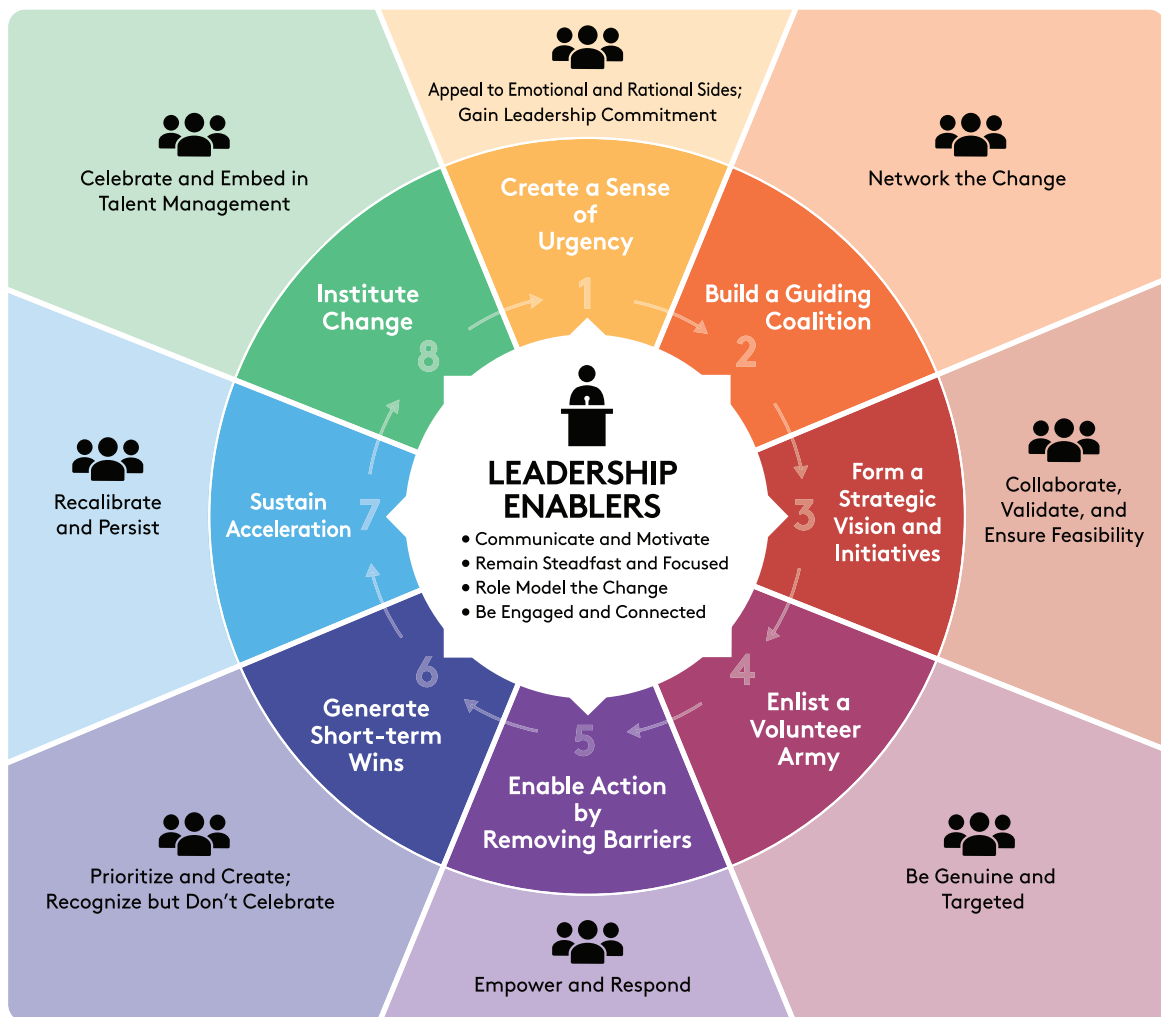 Appeal to Emotional and Rational Sides;
Gain Leadership Commitment
Create a Sense
of
Urgency
1
Network the Change
Build a Guiding
Coalition
2
Collaborate,
Validate, and
Ensure Feasibility
Form a
Strategic
Vision and
Initiatives
3
Be Genuine and
Targeted
Enlist a
Volunteer
Army
4
Empower and Respond
Enable Action
by
Removing Barriers
5
Prioritize and Create;
Recognize but Don’t Celebrate
Generate
Short-term
Wins
6
Recalibrate
and Persist
Sustain
Acceleration
7
Celebrate and Embed in
Talent Management
Institute
Change
8
LEADERSHIP
ENABLERS
• Communicate and Motivate
• Remain Steadfast and Focused
• Role Model the Change
• Be Engaged and Connected